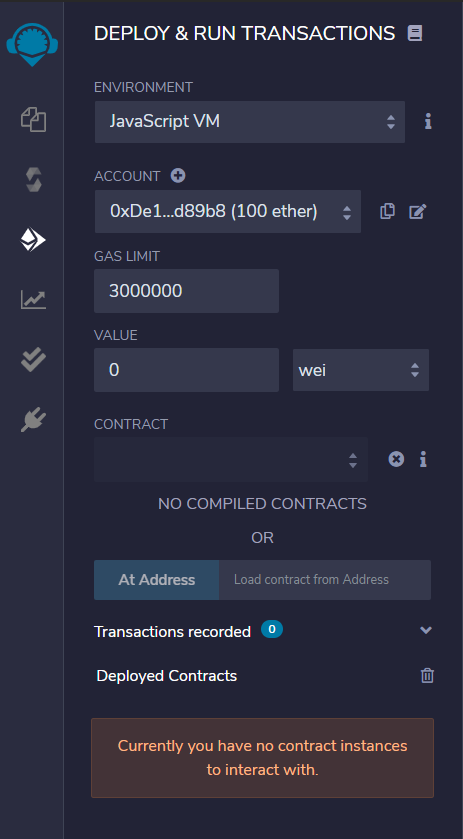 DEPLOY & RUN TRANSACTIONS
ENVIRONMENT
JavaScript VM
ACCOUNT
0xDe1...d89b8 (100 ether)
GAS LIMIT
3000000
VALUE
0 wei
CONTRACT
NO COMPILED CONTRACTS
OR
At Address Load contract from Address
Transactions recorded 0
Deployed Contracts
Currently you have no contract instances
to interact with.